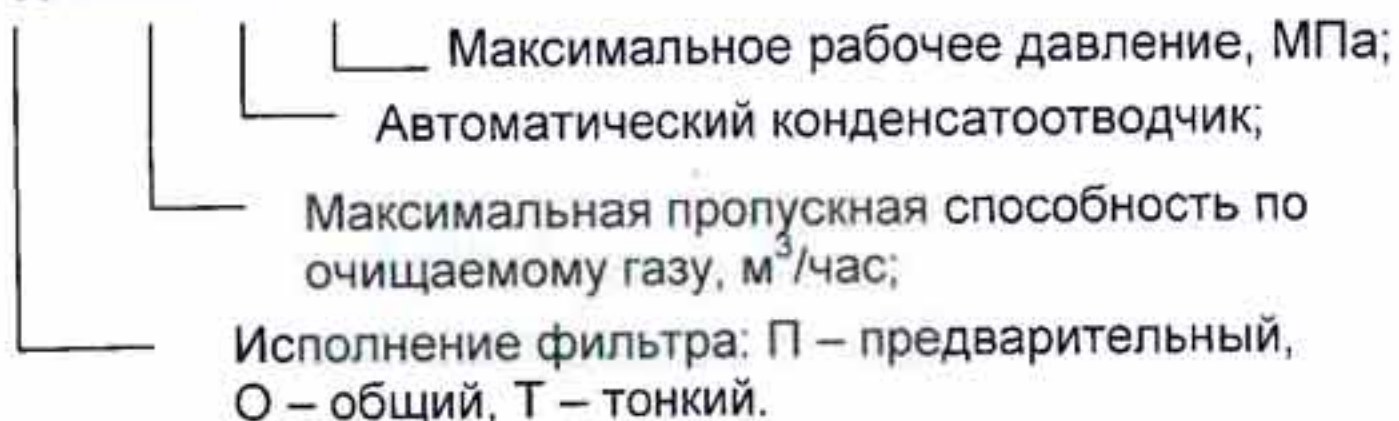 Максимальное рабочее давление, МПа;
Автоматический конденсатоотводчик;
Максимальная пропускная способность по
очищаемому газу, м³/час;
Исполнение фильтра: П – предварительный,
О – общий, Т – тонкий.